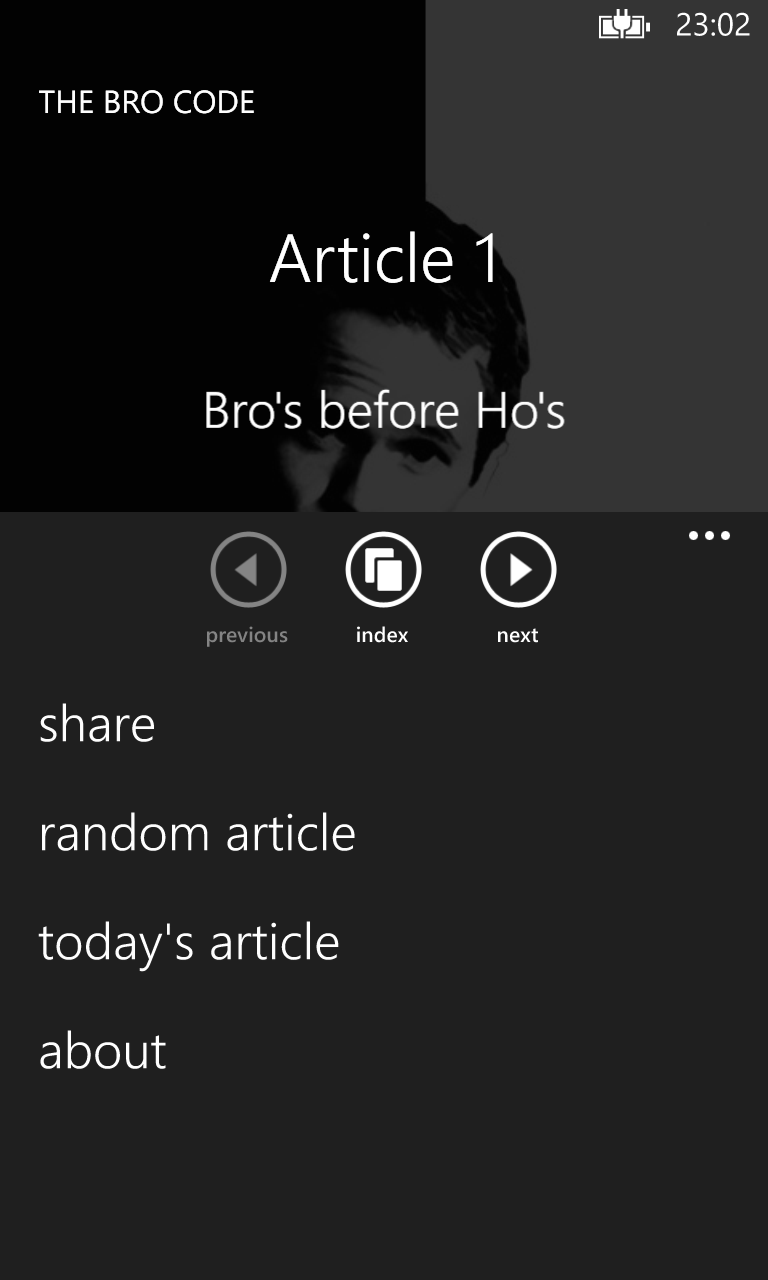 23:02
THE BRO CODE
Article 1
Bro's before Ho's
previous
index
next
share
random article
today's article
about